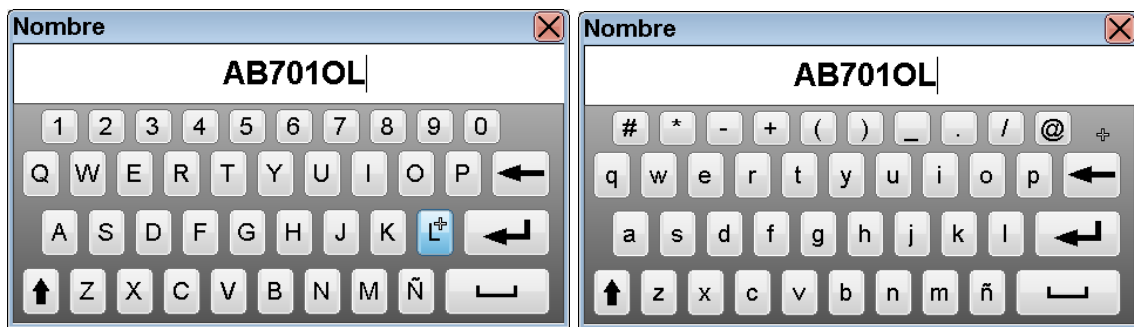 Nombre
AB701OL
1 2 3 4 5 6 7 8 9 0
Q W E R T Y U I O P
A S D F G H J K L
Z X C V B N M Ñ
Nombre
AB701OL
# * - + ( ) _ . / @
q w e r t y u i o p
a s d f g h j k l
z x c v b n m ñ